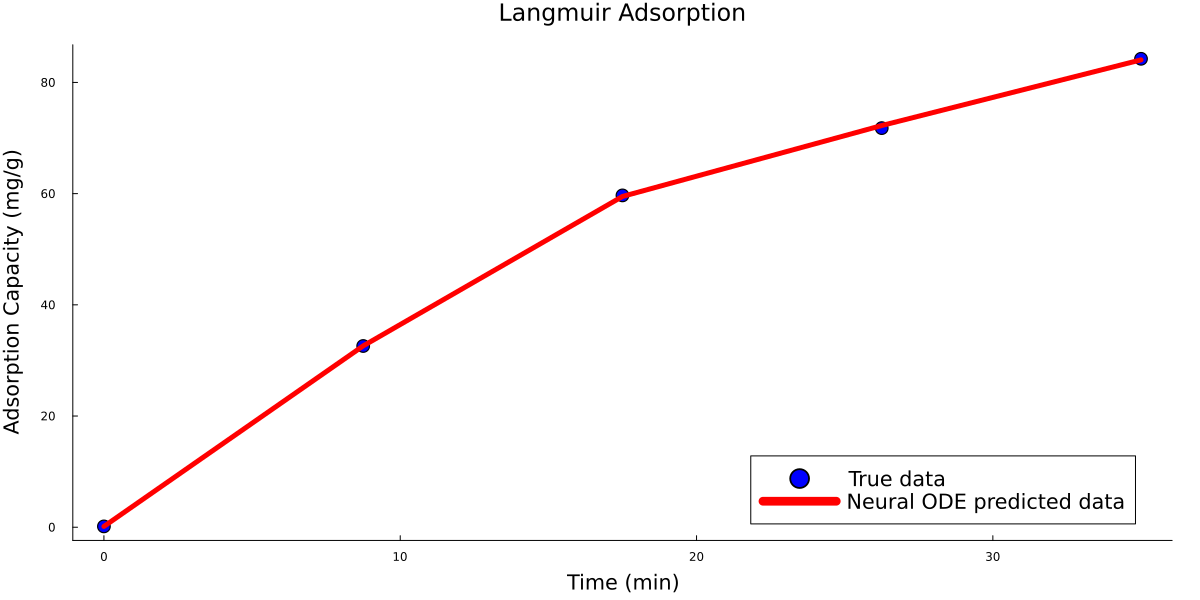 Langmuir Adsorption
Adsorption Capacity (mg/g)
80
60
40
20
0
0 10 20 30
Time (min)
True data
Neural ODE predicted data